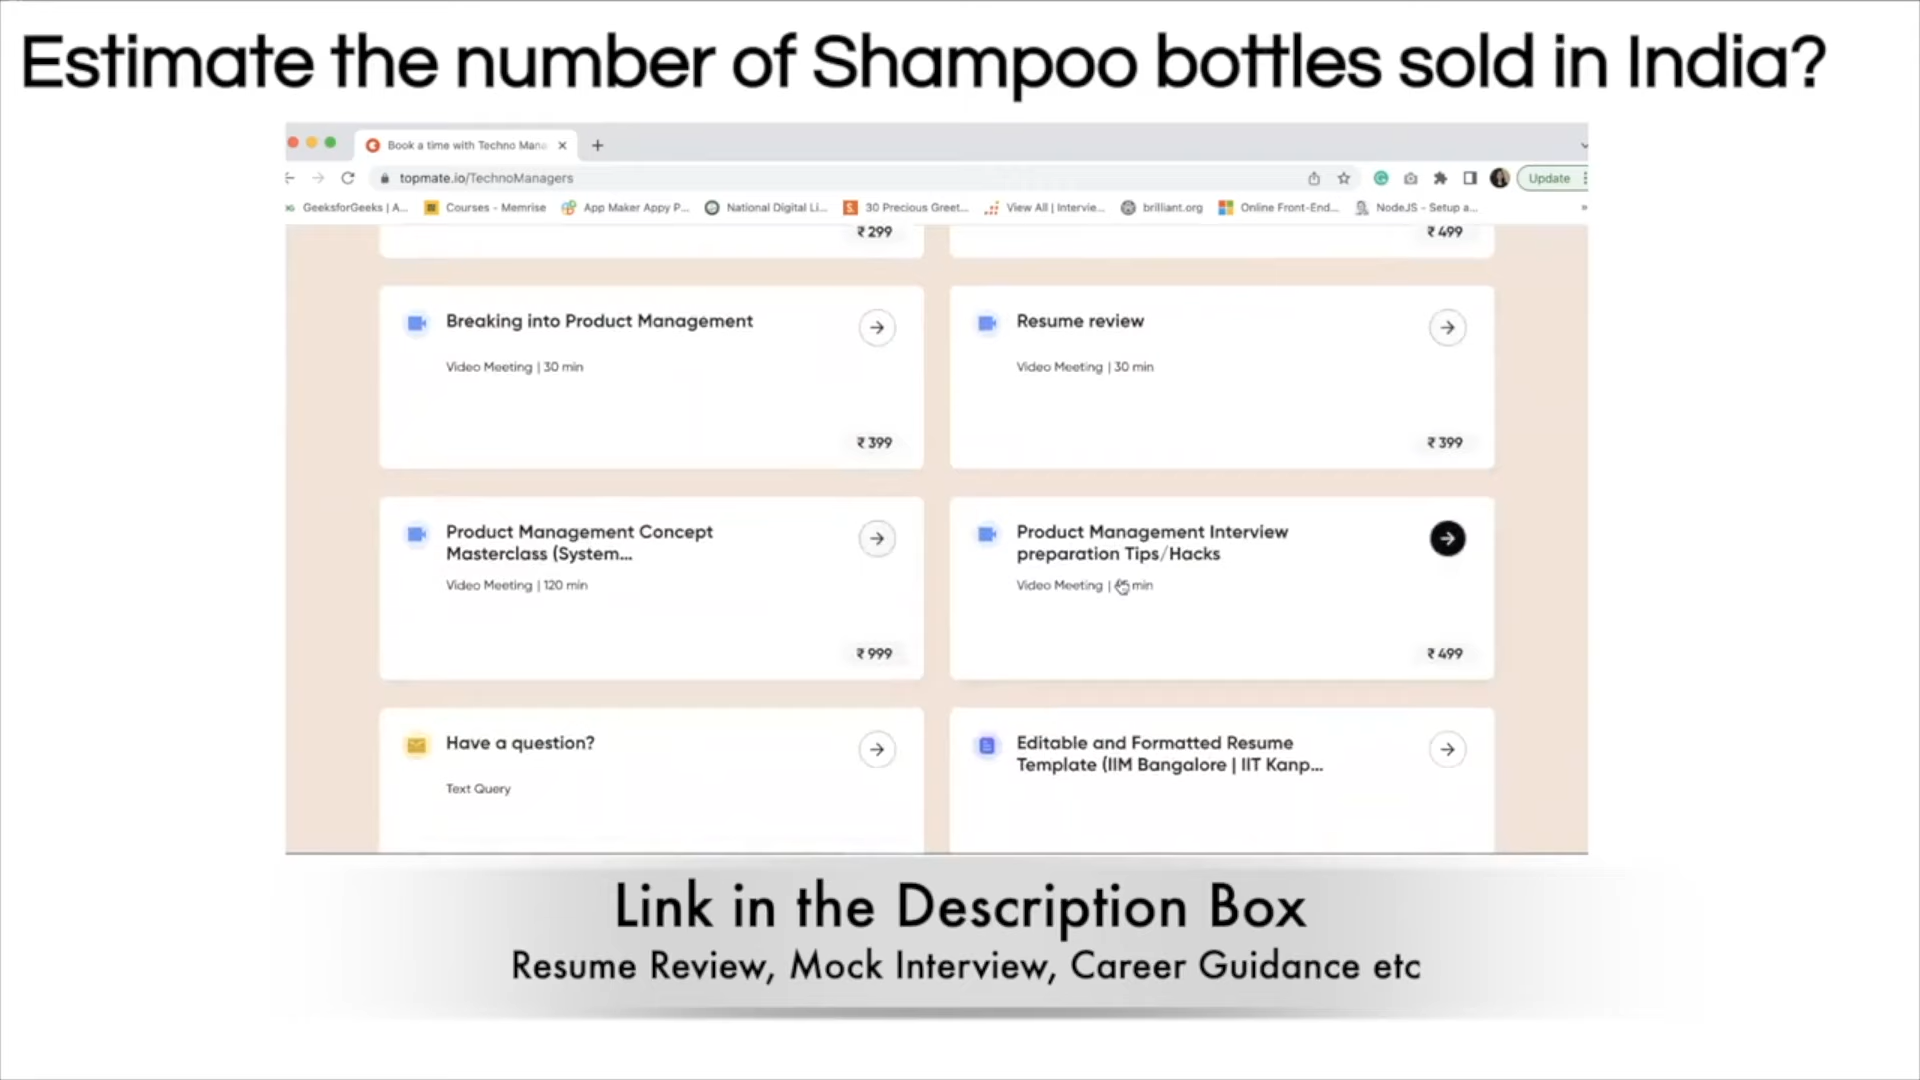 Estimate the number of Shampoo bottles sold in India?
Book a time with Techno Mana
topmate.io/TechnoManagers
Update
GeeksforGeeks | A... Courses - Memrise App Maker Appy P... National Digital Li... 30 Precious Greet... View All | Intervie... brilliant.org Online Front-End... NodeJS - Setup a... »
₹299 ₹499
Breaking into Product Management
Video Meeting | 30 min
₹399
Resume review
Video Meeting | 30 min
₹399
Product Management Concept
Masterclass (System...
Video Meeting | 120 min
₹999
Product Management Interview
preparation Tips/Hacks
Video Meeting | min
₹499
Have a question?
Text Query
Editable and Formatted Resume
Template (IIM Bangalore | IIT Kanp...
Link in the Description Box
Resume Review, Mock Interview, Career Guidance etc